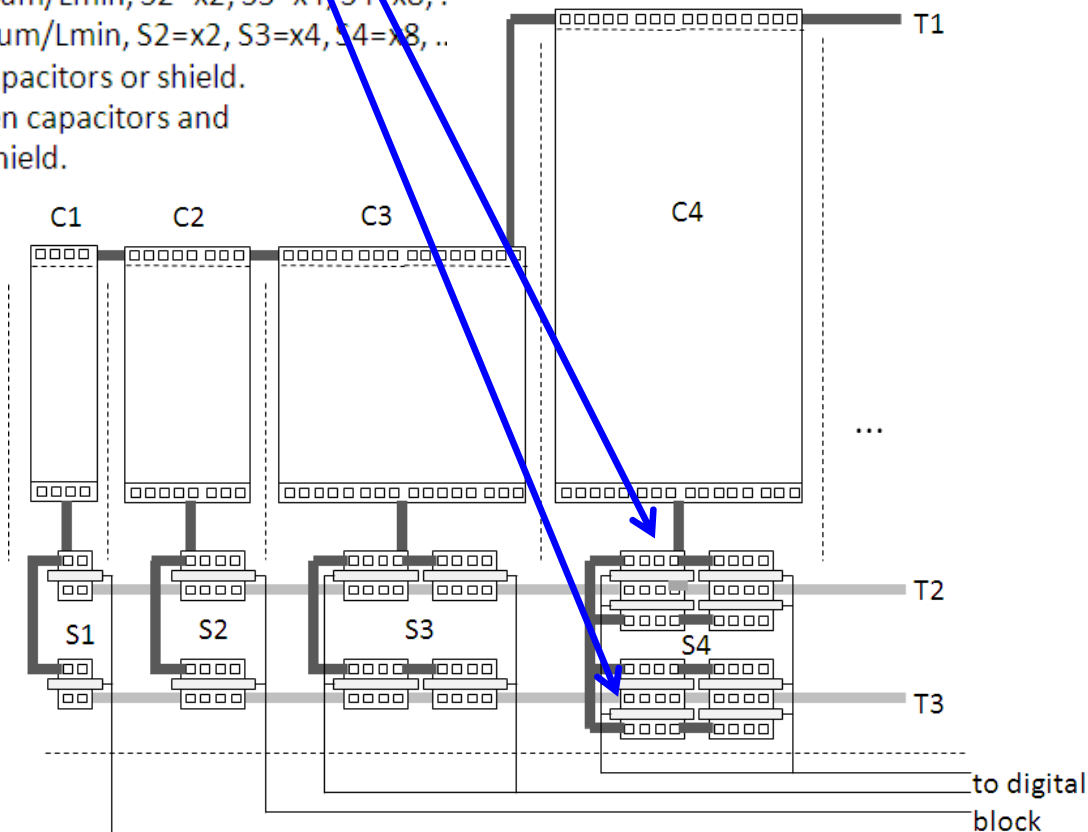 um/Lmin, S2=x2, S3=x4, S4=x8, ..
pacitors or shield.
n capacitors and
hield.
T1
C1
C2
C3
C4
...
T2
S1
S2
S3
S4
T3
to digital
block